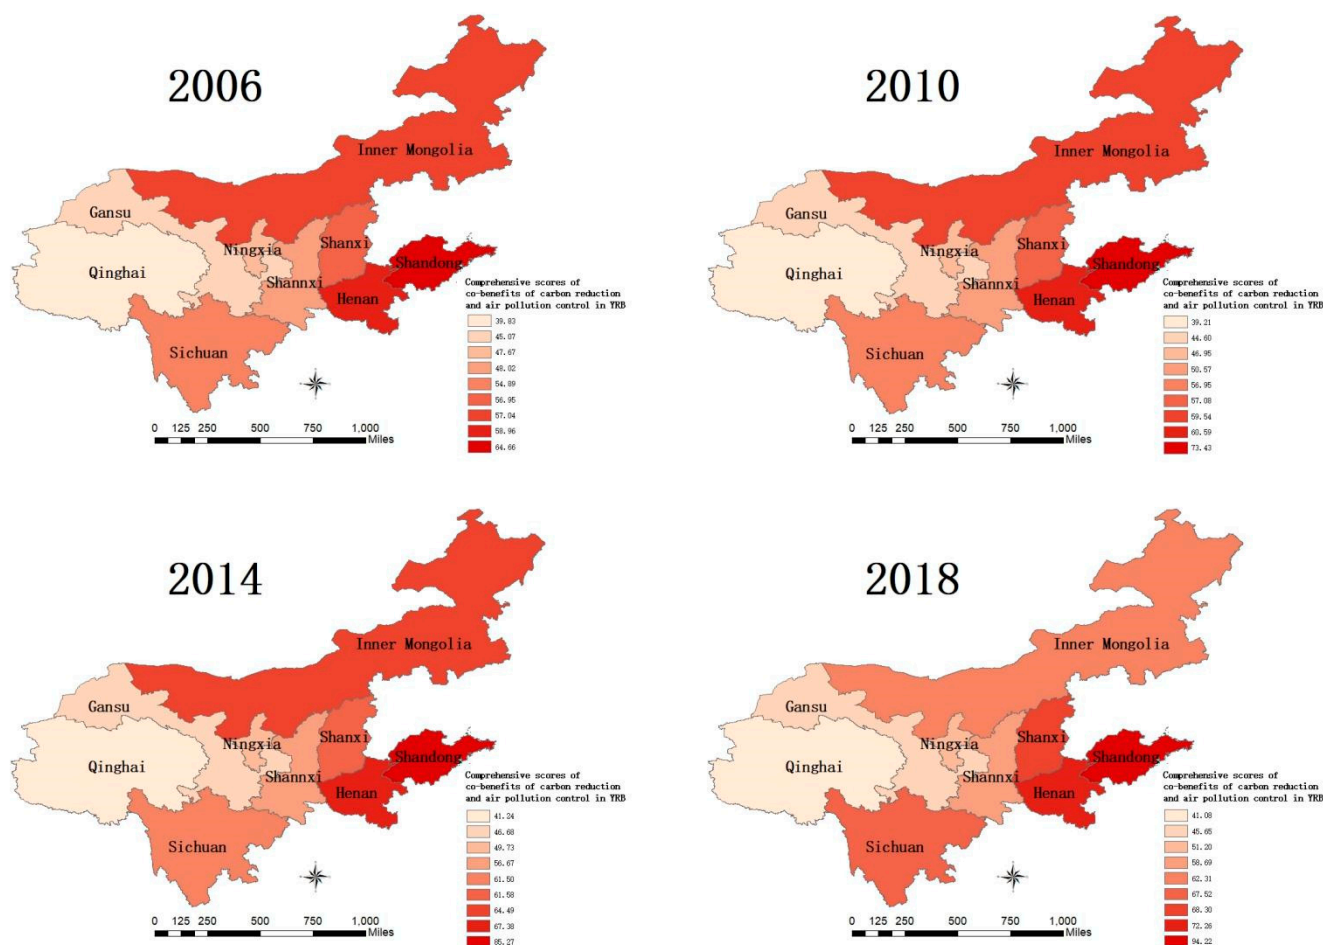 2006
Inner Mongolia
Gansu
Ningxia
Shanxi
Shandong
Qinghai
Shannxi
Henan
Sichuan
Comprehensive scores of
co-benefits of carbon reduction
and air pollution control in YRB
39.83
45.07
47.67
49.02
54.89
56.95
57.04
58.96
64.66
0 125 250 500 750 1,000
Miles
2010
Inner Mongolia
Gansu
Ningxia
Shanxi
Shandong
Qinghai
Shannxi
Henan
Sichuan
Comprehensive scores of
co-benefits of carbon reduction
and air pollution control in YRB
39.21
44.60
46.95
50.57
56.95
57.08
59.54
60.59
73.43
0 125 250 500 750 1,000
Miles
2014
Inner Mongolia
Gansu
Ningxia
Shanxi
Shandong
Qinghai
Shannxi
Henan
Sichuan
Comprehensive scores of
co-benefits of carbon reduction
and air pollution control in YRB
41.24
46.68
49.73
56.67
61.50
61.58
64.49
67.38
85.27
0 125 250 500 750 1,000
Miles
2018
Inner Mongolia
Gansu
Ningxia
Shanxi
Shandong
Qinghai
Shannxi
Henan
Sichuan
Comprehensive scores of
co-benefits of carbon reduction
and air pollution control in YRB
41.08
45.65
51.20
58.69
62.31
67.52
68.30
72.26
94.22
0 125 250 500 750 1,000
Miles